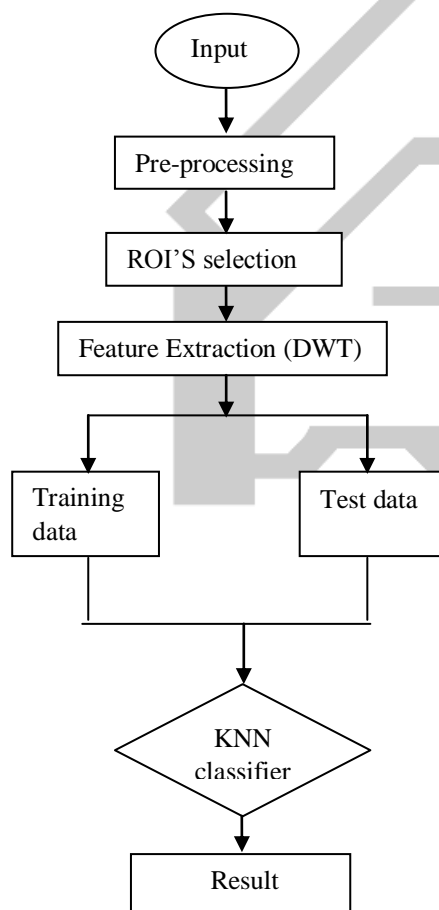 Input
Pre-processing
ROI'S selection
Feature Extraction (DWT)
Training
data
Test data
KNN
classifier
Result